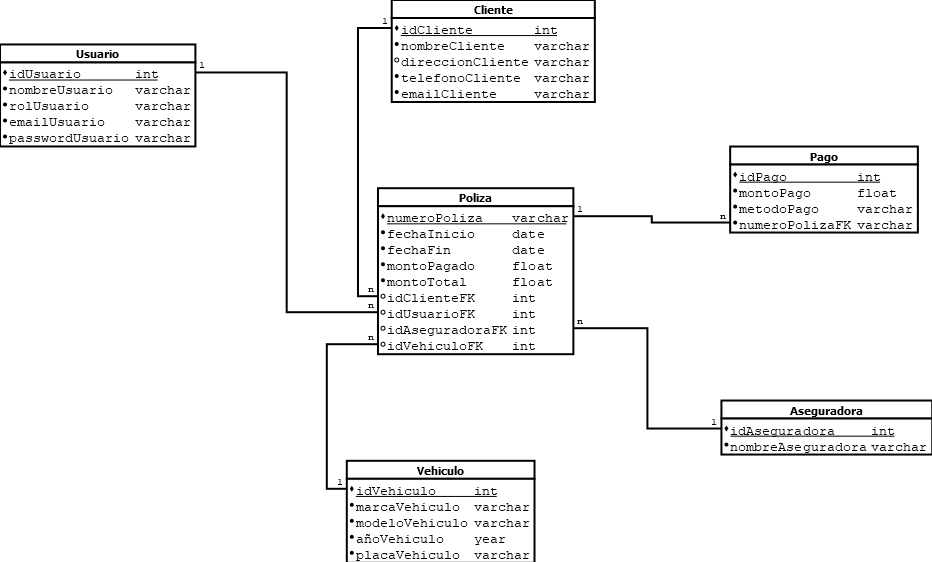 Cliente
idCliente int
nombreCliente varchar
direccionCliente varchar
telefonoCliente varchar
emailCliente varchar
1
Usuario
idUsuario int
nombreUsuario varchar
rolUsuario varchar
emailUsuario varchar
passwordUsuario varchar
1
Pago
idPago int
montoPago float
metodoPago varchar
numeroPolizaFK varchar
n
Poliza
numeroPoliza varchar
fechaInicio date
fechaFin date
montoPagado float
montoTotal float
idClienteFK int
idUsuarioFK int
idAseguradoraFK int
idVehiculoFK int
1
n
n
n
n
Aseguradora
idAseguradora int
nombreAseguradora varchar
1
Vehiculo
idVehiculo int
marcaVehiculo varchar
modeloVehiculo varchar
añoVehiculo year
placaVehiculo varchar
1